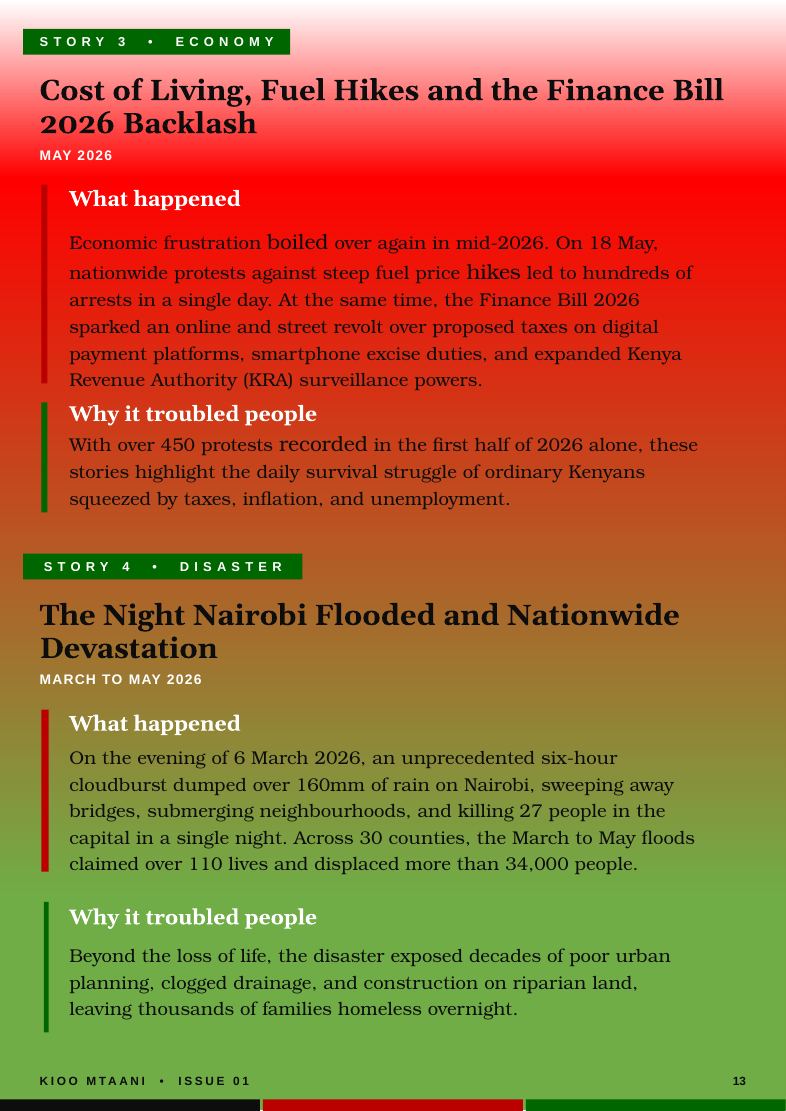 STORY 3 • ECONOMY
Cost of Living, Fuel Hikes and the Finance Bill
2026 Backlash
MAY 2026
What happened
Economic frustration boiled over again in mid-2026. On 18 May,
nationwide protests against steep fuel price hikes led to hundreds of
arrests in a single day. At the same time, the Finance Bill 2026
sparked an online and street revolt over proposed taxes on digital
payment platforms, smartphone excise duties, and expanded Kenya
Revenue Authority (KRA) surveillance powers.
Why it troubled people
With over 450 protests recorded in the first half of 2026 alone, these
stories highlight the daily survival struggle of ordinary Kenyans
squeezed by taxes, inflation, and unemployment.
STORY 4 • DISASTER
The Night Nairobi Flooded and Nationwide
Devastation
MARCH TO MAY 2026
What happened
On the evening of 6 March 2026, an unprecedented six-hour
cloudburst dumped over 160mm of rain on Nairobi, sweeping away
bridges, submerging neighbourhoods, and killing 27 people in the
capital in a single night. Across 30 counties, the March to May floods
claimed over 110 lives and displaced more than 34,000 people.
Why it troubled people
Beyond the loss of life, the disaster exposed decades of poor urban
planning, clogged drainage, and construction on riparian land,
leaving thousands of families homeless overnight.
KIOO MTAANI • ISSUE 01
13